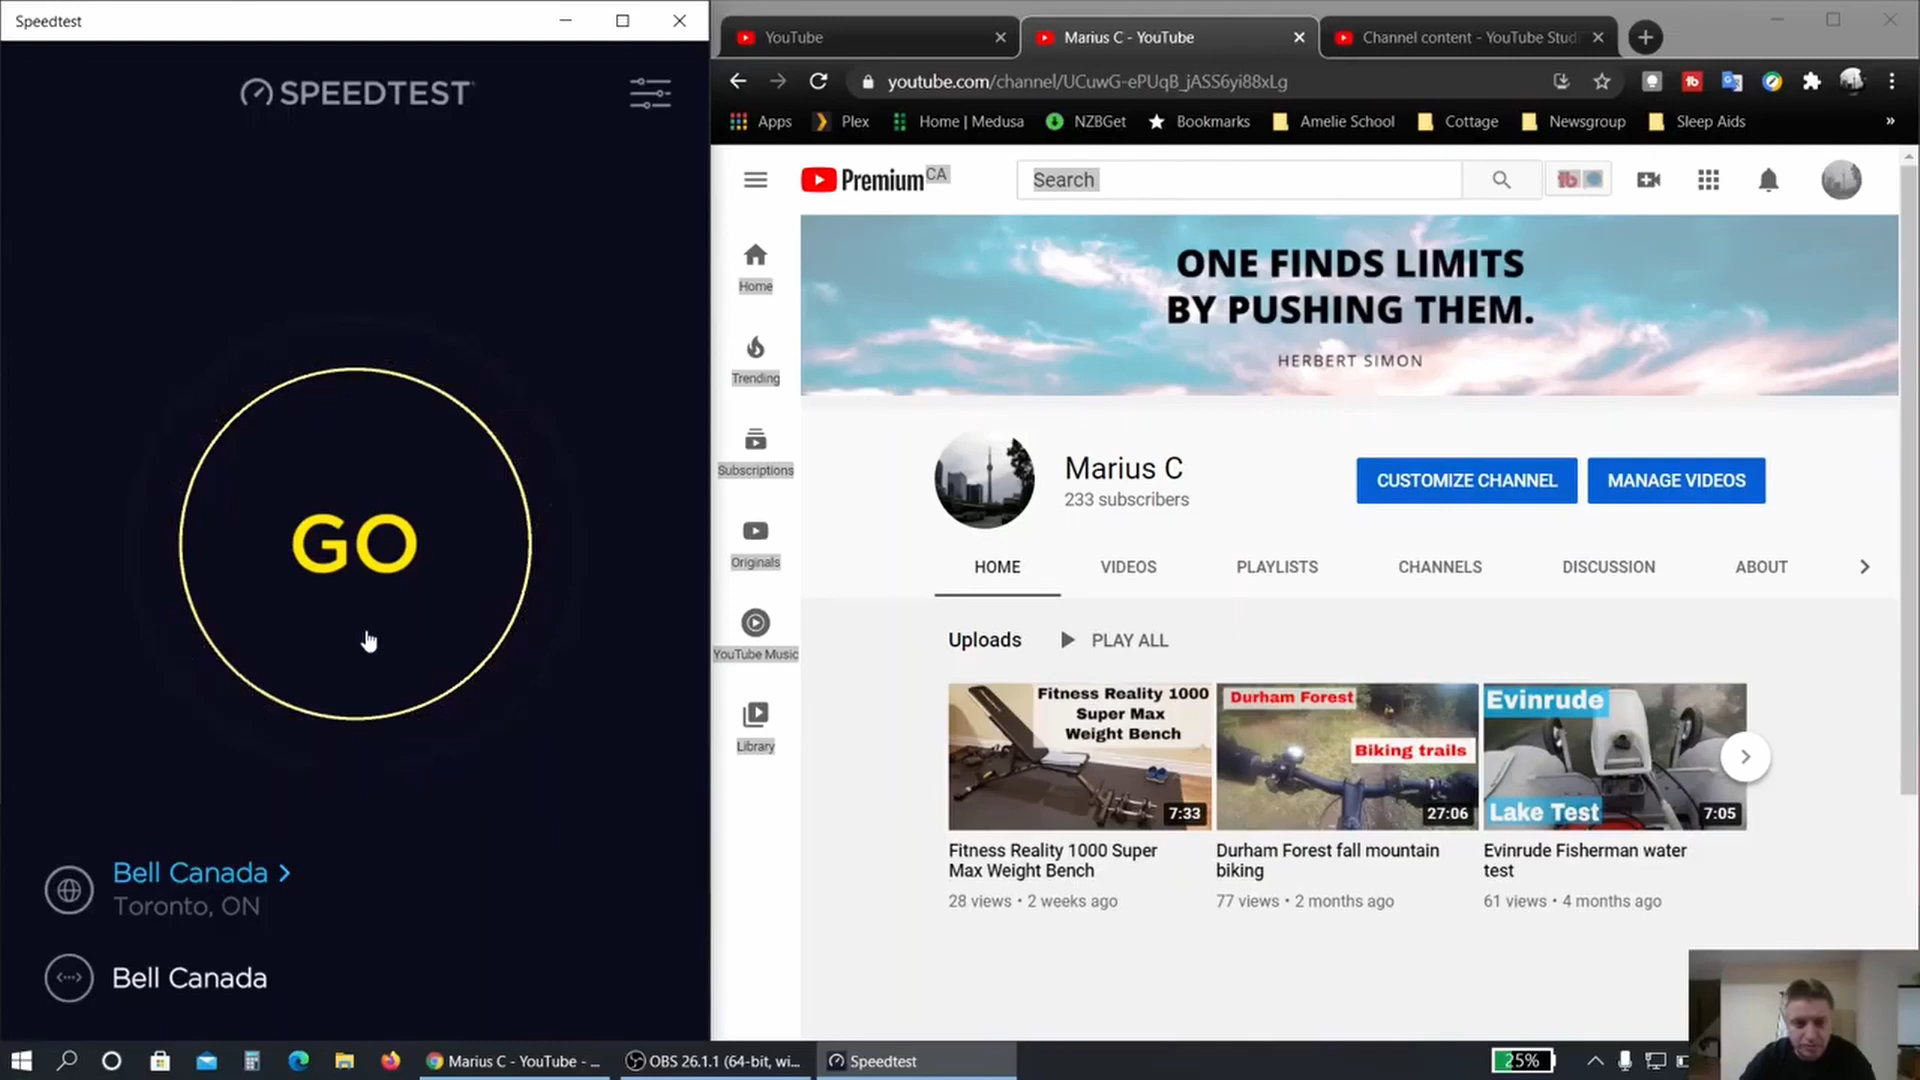 Speedtest
SPEEDTEST
GO
Bell Canada
Toronto, ON
Bell Canada
YouTube
Marius C - YouTube
Channel content - YouTube Stud
youtube.com/channel/UCuwG-ePUqB_jASS6yi88xLg
Apps
Plex
Home | Medusa
NZBGet
Bookmarks
Amelie School
Cottage
Newsgroup
Sleep Aids
»
Premium CA
Search
Home
Trending
Subscriptions
Originals
YouTube Music
Library
ONE FINDS LIMITS
BY PUSHING THEM.
HERBERT SIMON
Marius C
233 subscribers
CUSTOMIZE CHANNEL
MANAGE VIDEOS
HOME VIDEOS PLAYLISTS CHANNELS DISCUSSION ABOUT
Uploads PLAY ALL
Fitness Reality 1000
Super Max
Weight Bench
7:33
Fitness Reality 1000 Super
Max Weight Bench
28 views • 2 weeks ago
Durham Forest
Biking trails
27:06
Durham Forest fall mountain
biking
77 views • 2 months ago
Evinrude
Lake Test
7:05
Evinrude Fisherman water
test
61 views • 4 months ago
Marius C - YouTube - ...
OBS 26.1.1 (64-bit, wi...
Speedtest
25%